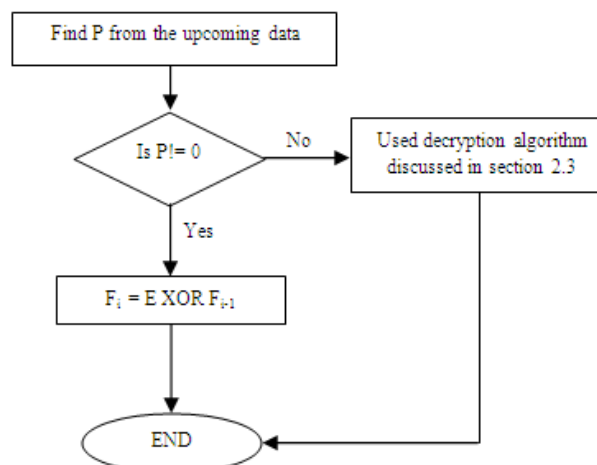 Find P from the upcoming data
Is P!= 0
No
Used decryption algorithm
discussed in section 2.3
Yes
Fᵢ = E XOR Fᵢ₋₁
END